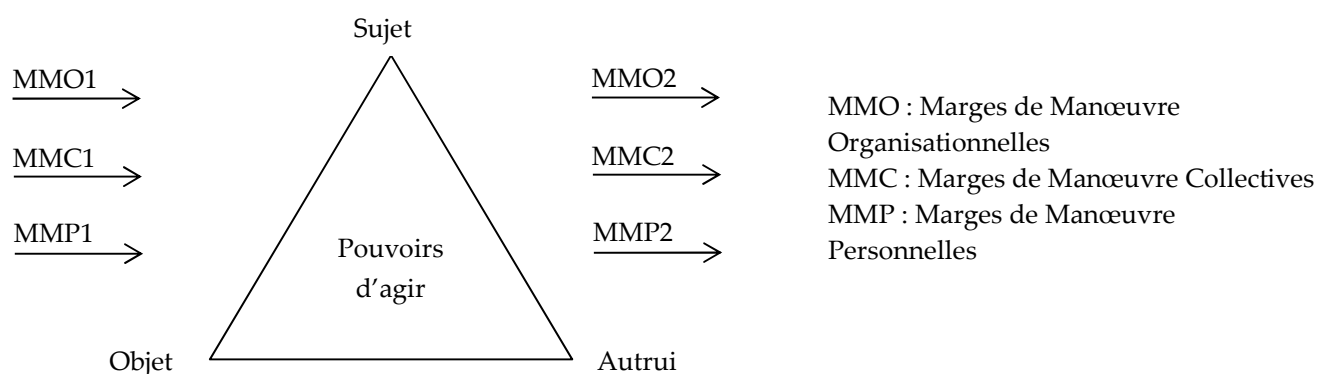 Sujet
MMO1
MMO2
MMC1
MMC2
MMP1
MMP2
Pouvoirs
d’agir
Objet
Autrui
MMO : Marges de Manœuvre
Organisationnelles
MMC : Marges de Manœuvre Collectives
MMP : Marges de Manœuvre
Personnelles